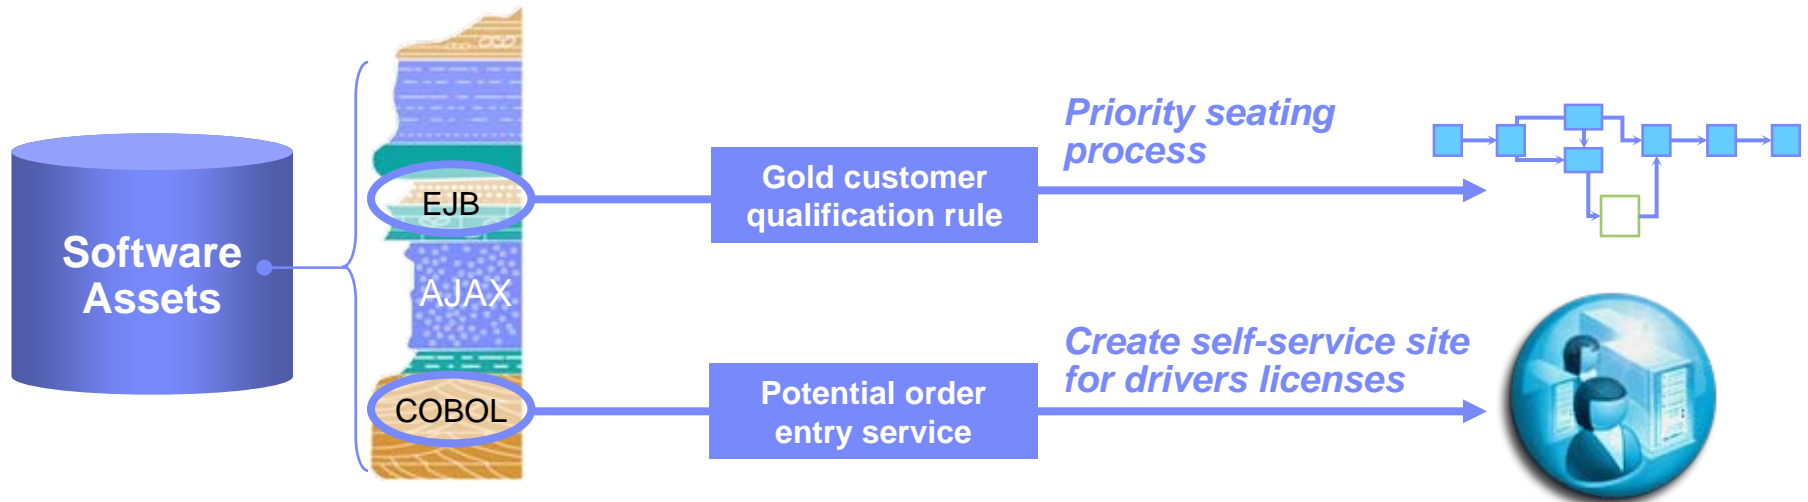 Software
Assets
EJB
AJAX
COBOL
Gold customer
qualification rule
Priority seating
process
Potential order
entry service
Create self-service site
for drivers licenses